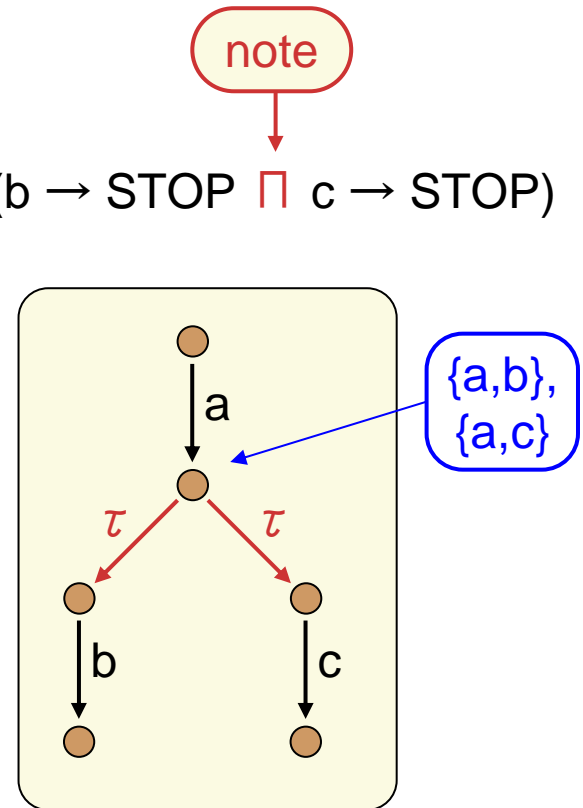 note
(b → STOP Π c → STOP)
a
{a,b},
{a,c}
τ τ
b c